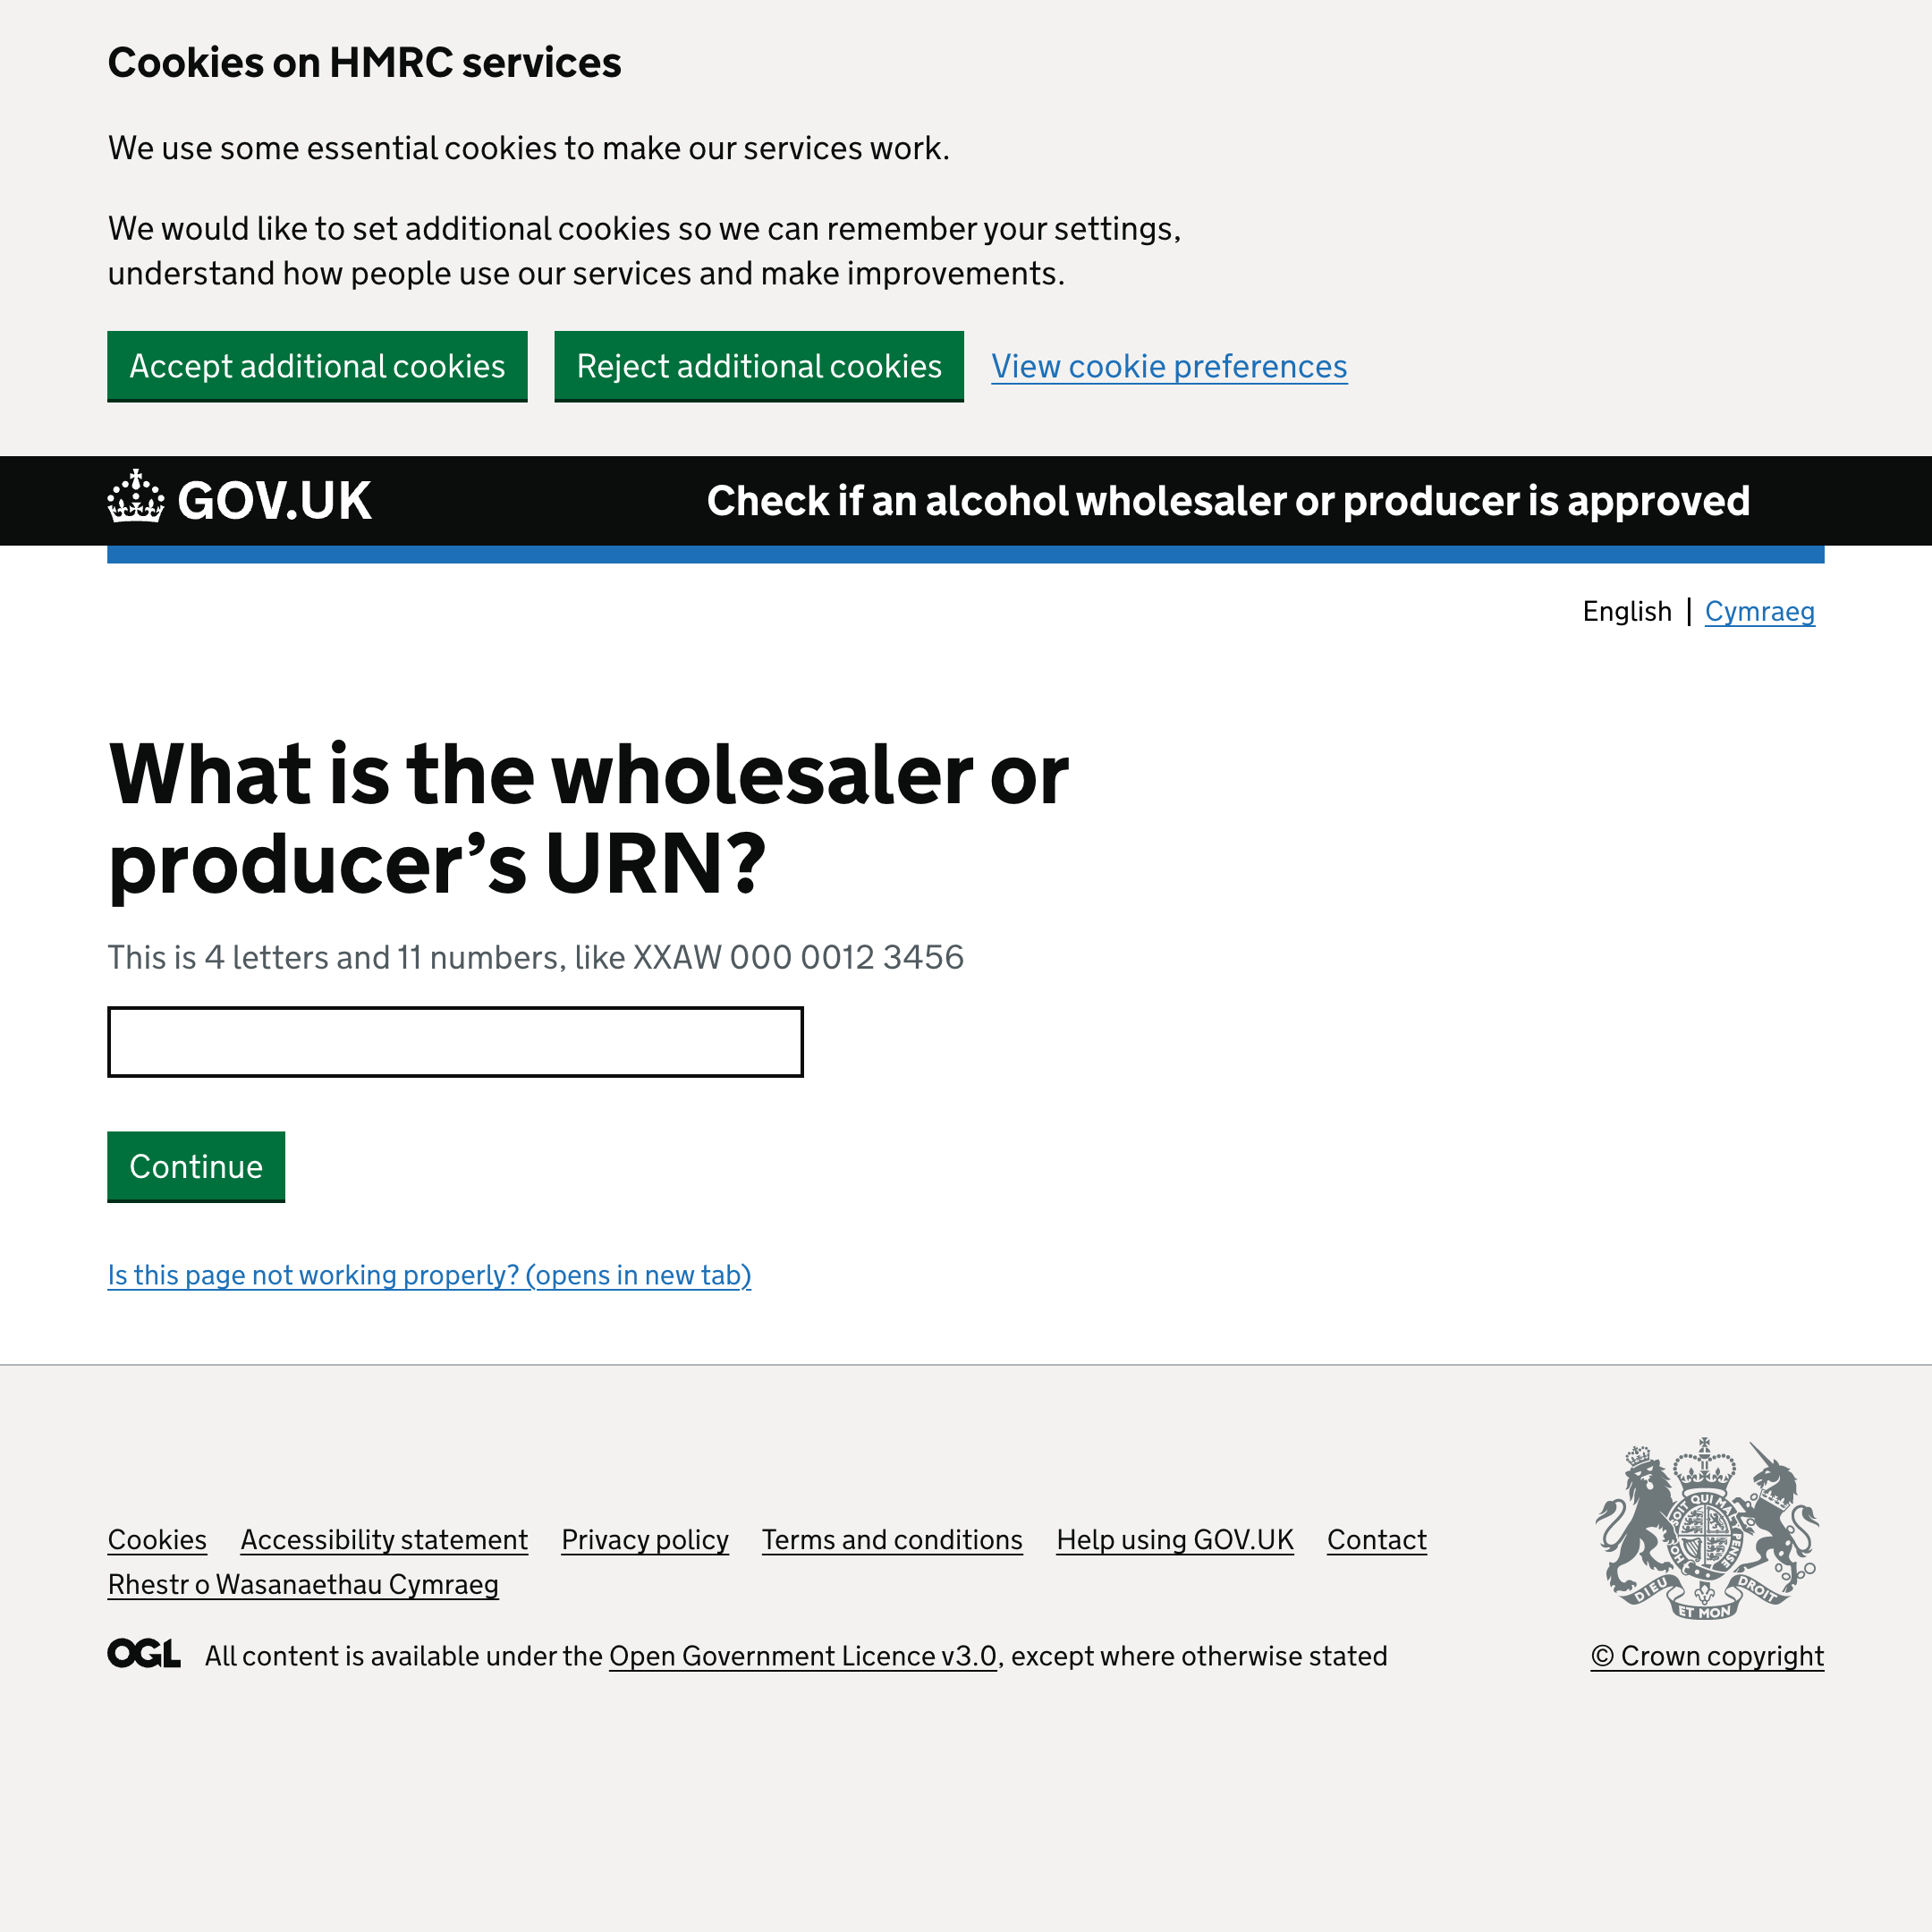 Cookies on HMRC services
We use some essential cookies to make our services work.
We would like to set additional cookies so we can remember your settings,
understand how people use our services and make improvements.
Accept additional cookies
Reject additional cookies
View cookie preferences
GOV.UK
Check if an alcohol wholesaler or producer is approved
English | Cymraeg
What is the wholesaler or
producer’s URN?
This is 4 letters and 11 numbers, like XXAW 000 0012 3456
Continue
Is this page not working properly? (opens in new tab)
Cookies Accessibility statement Privacy policy Terms and conditions Help using GOV.UK Contact
Rhestr o Wasanaethau Cymraeg
OGL All content is available under the Open Government Licence v3.0, except where otherwise stated
DIEU ET MON DROIT
© Crown copyright